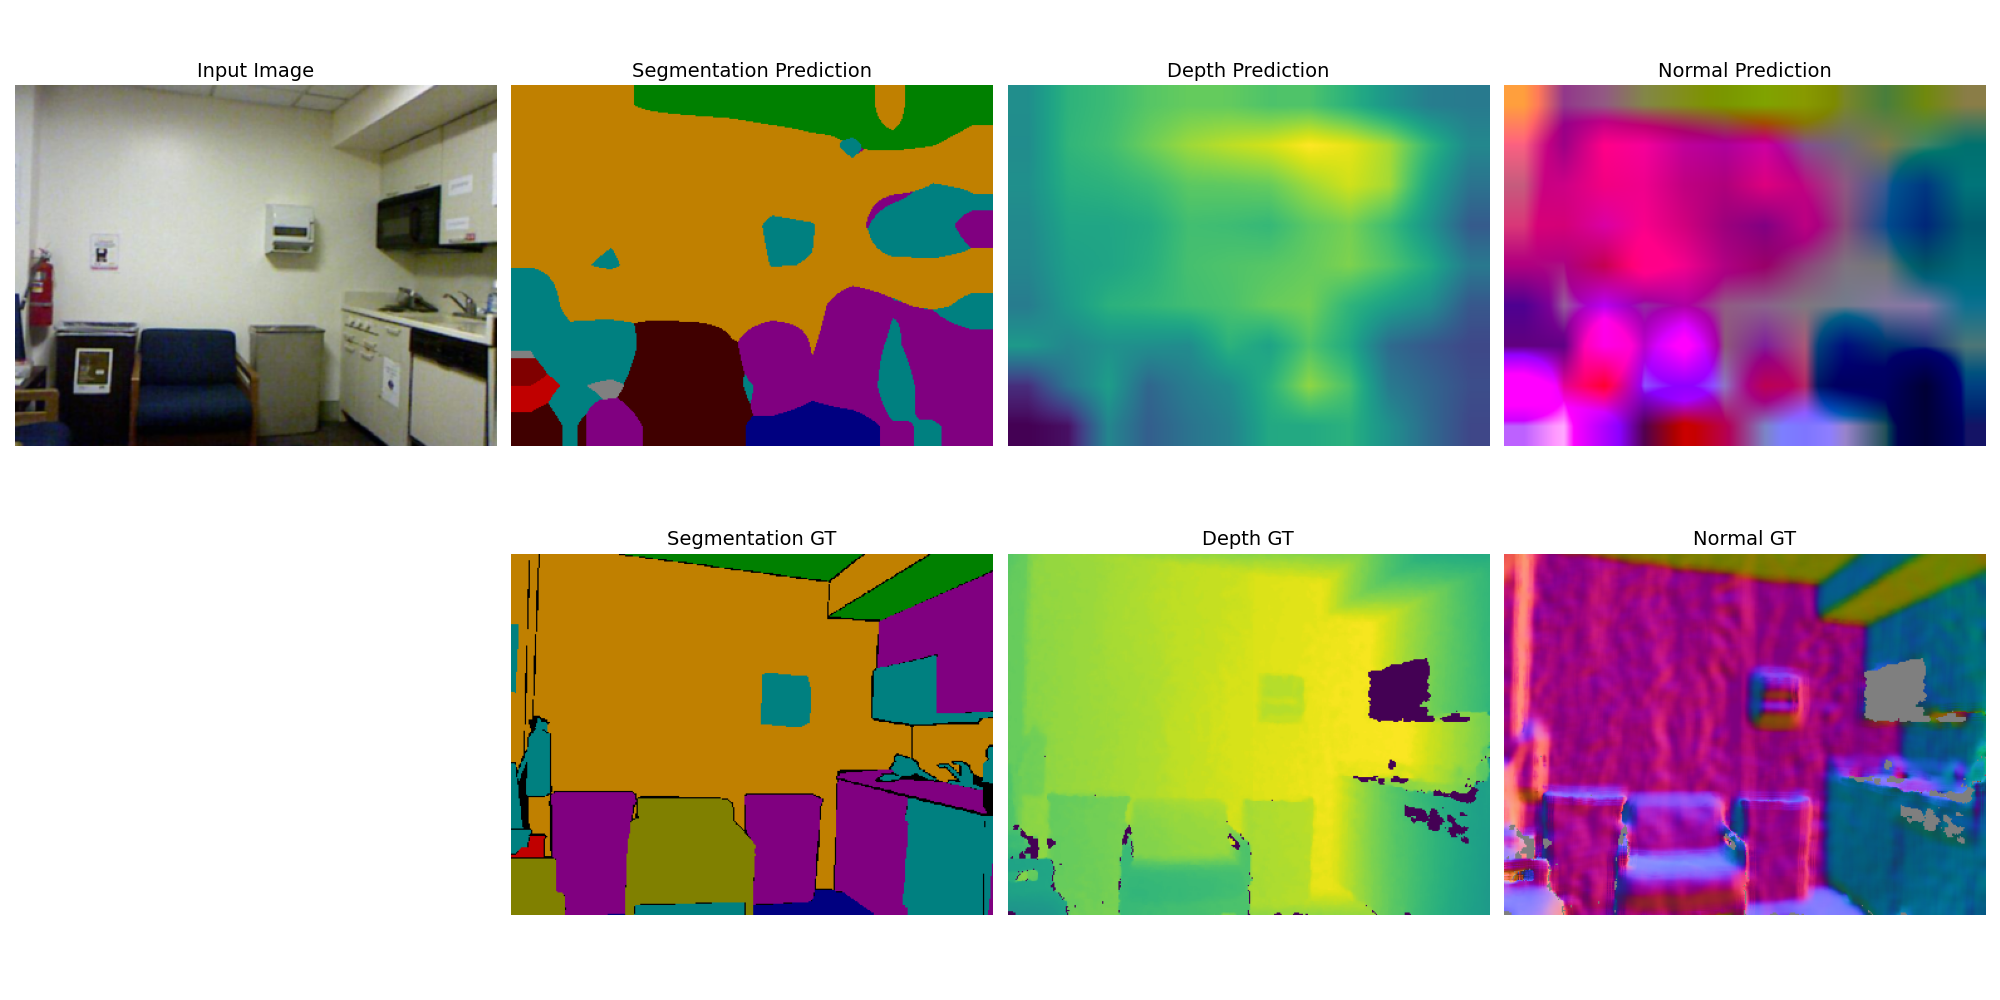 Input Image
Segmentation Prediction
Depth Prediction
Normal Prediction
Segmentation GT
Depth GT
Normal GT